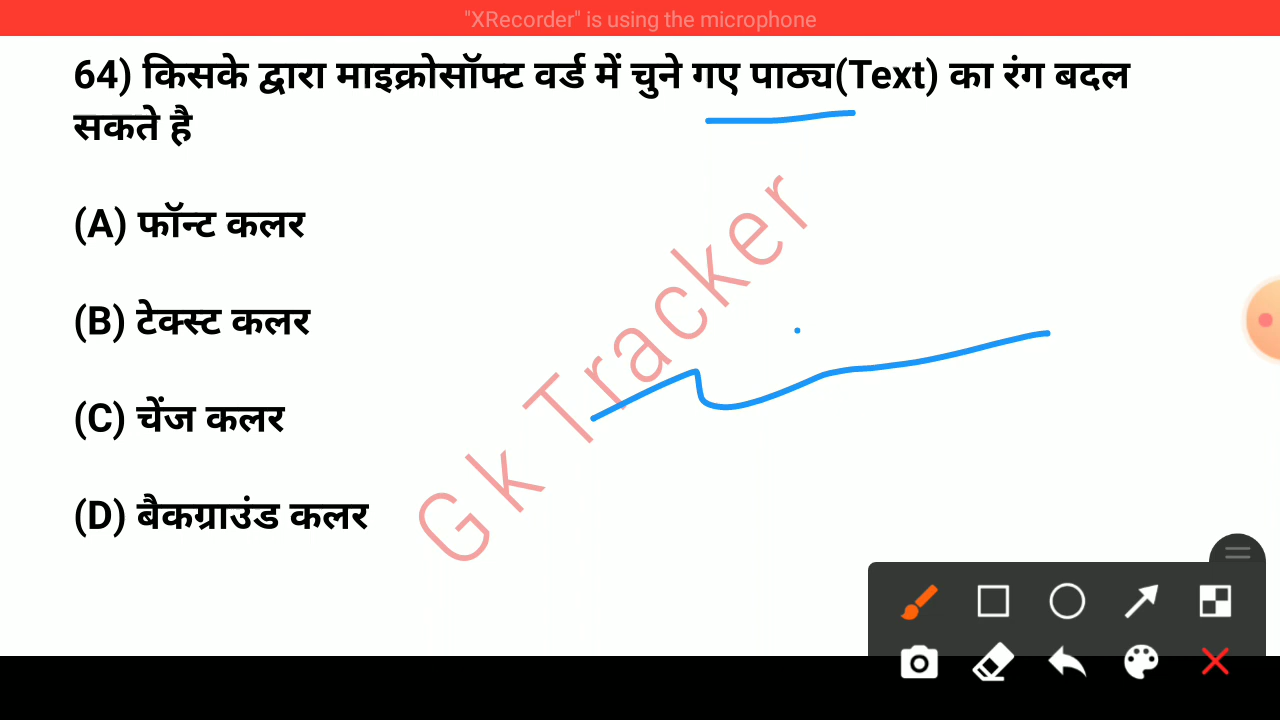 "XRecorder" is using the microphone
64) किसके द्वारा माइक्रोसॉफ्ट वर्ड में चुने गए पाठ्य(Text) का रंग बदल
सकते है
(A) फॉन्ट कलर
(B) टेक्स्ट कलर
(C) चेंज कलर
(D) बैकग्राउंड कलर
Gk Tracker